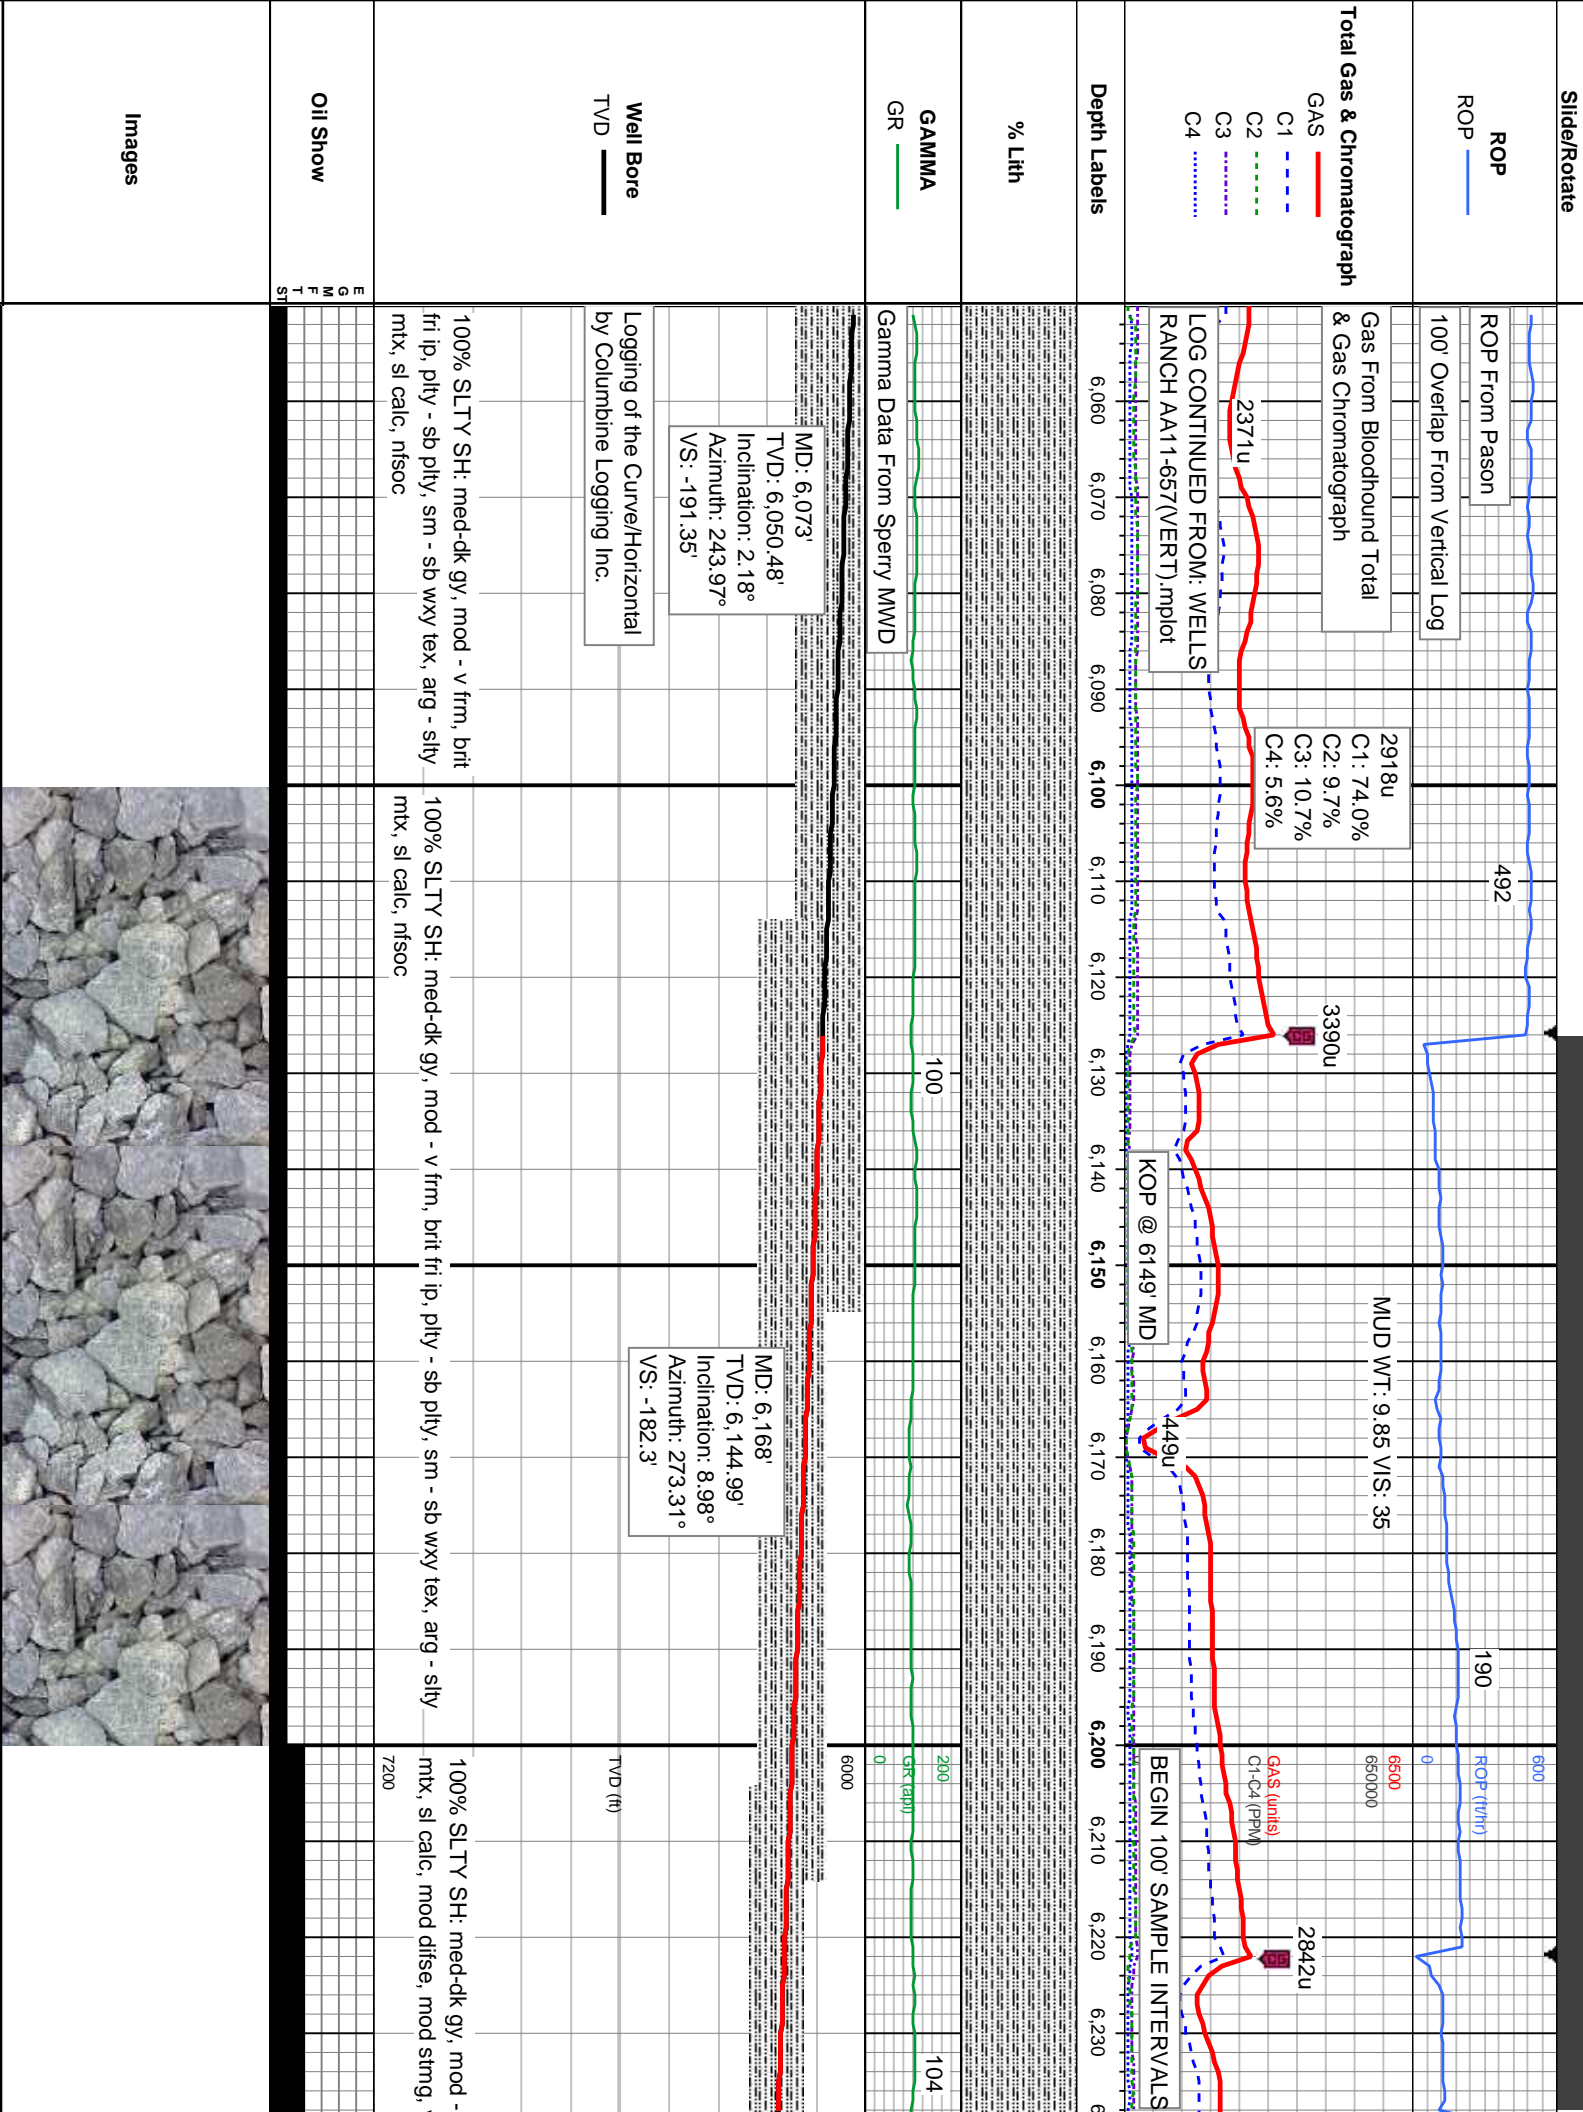 Slide/Rotate
ROP
ROP
Total Gas & Chromatograph
GAS
C1
C2
C3
C4
Depth Labels
% Lith
GAMMA
GR
Well Bore
TVD
Oil Show
E
G
M
F
T
ST
Images
ROP From Pason
100' Overlap From Vertical Log
492
190
600
ROP (ft/hr)
0
Gas From Bloodhound Total
& Gas Chromatograph
2371u
LOG CONTINUED FROM: WELLS
RANCH AA11-657(VERT).mplot
2918u
C1: 74.0%
C2: 9.7%
C3: 10.7%
C4: 5.6%
3390u
KOP @ 6149' MD
MUD WT: 9.85 VIS: 35
449u
6500
650000
GAS (units)
C1-C4 (PPM)
BEGIN 100' SAMPLE INTERVALS
2842u
6,060
6,070
6,080
6,090
6,100
6,110
6,120
6,130
6,140
6,150
6,160
6,170
6,180
6,190
6,200
6,210
6,220
6,230
Gamma Data From Sperry MWD
100
200
GR (api)
0
104
MD: 6,073'
TVD: 6,050.48'
Inclination: 2.18°
Azimuth: 243.97°
VS: -191.35'
Logging of the Curve/Horizontal
by Columbine Logging Inc.
MD: 6,168'
TVD: 6,144.99'
Inclination: 8.98°
Azimuth: 273.31°
VS: -182.3'
6000
TVD (ft)
7200
100% SLTY SH: med-dk gy, mod - v frm, brit
fri ip, plty - sb plty, sm - sb wxy tex, arg - slty
mtx, sl calc, nfsoc
100% SLTY SH: med-dk gy, mod - v frm, brit fri ip, plty - sb plty, sm - sb wxy tex, arg - slty
mtx, sl calc, nfsoc
100% SLTY SH: med-dk gy, mod -
mtx, sl calc, mod difse, mod stmg,